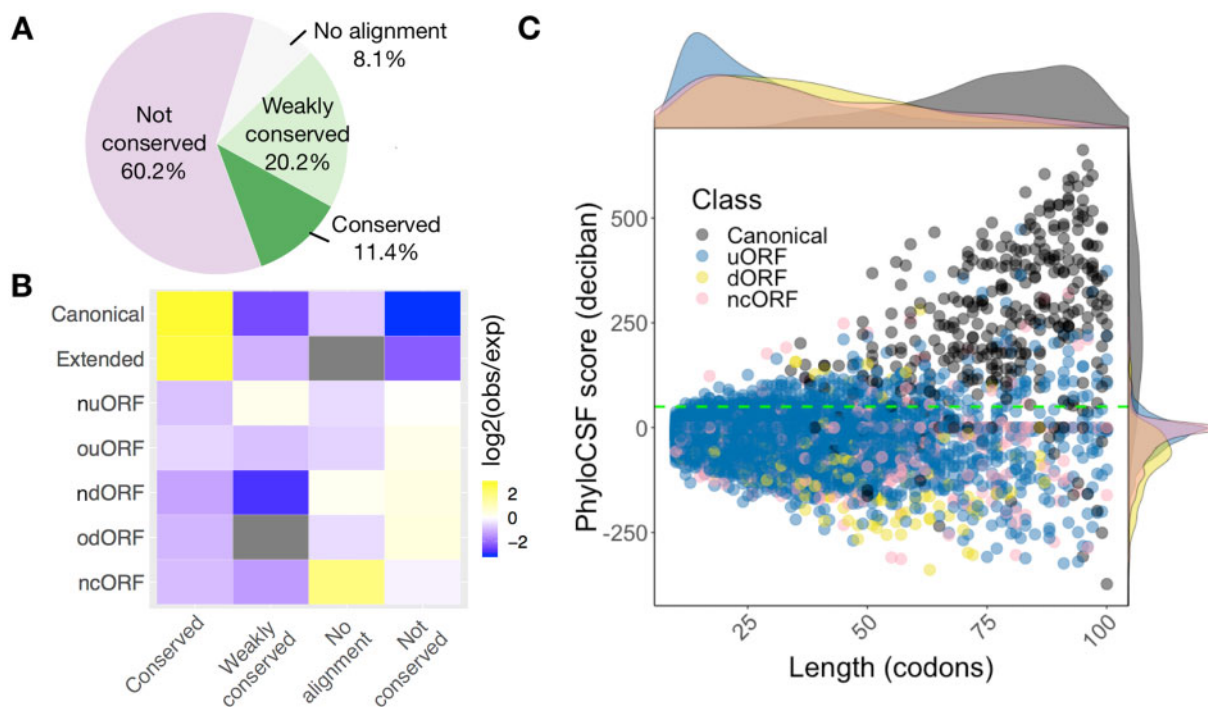 A
No alignment
8.1%
Not
conserved
60.2%
Weakly
conserved
20.2%
Conserved
11.4%
B
Canonical
Extended
nuORF
ouORF
ndORF
odORF
ncORF
Conserved
Weakly
conserved
No
alignment
Not
conserved
log2(obs/exp)
2
0
−2
C
Class
Canonical
uORF
dORF
ncORF
PhyloCSF score (deciban)
500
250
0
-250
25
50
75
100
Length (codons)